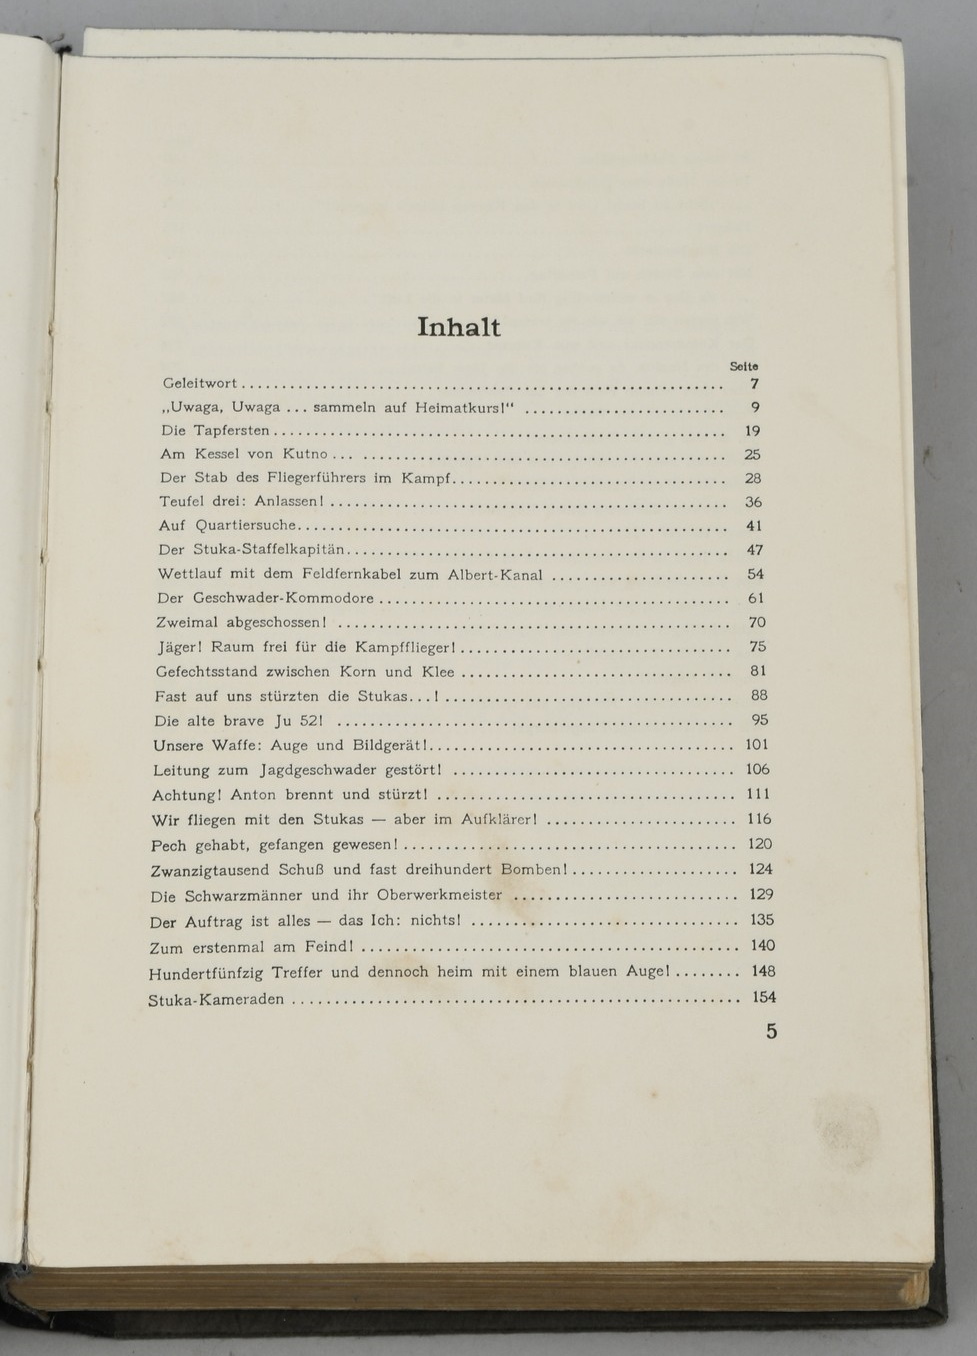 Inhalt
Seite
Geleitwort ........................................................ 7
„Uwaga, Uwaga ... sammeln auf Heimatkurs!“ ........................ 9
Die Tapfersten ..................................................... 19
Am Kessel von Kutno ... ........................................... 25
Der Stab des Fliegerführers im Kampf ................................ 28
Teufel drei: Anlassen! ............................................... 36
Auf Quartiersuche ................................................... 41
Der Stuka-Staffelkapitän ............................................. 47
Wettlauf mit dem Feldfernkabel zum Albert-Kanal ..................... 54
Der Geschwader-Kommodore .......................................... 61
Zweimal abgeschossen! ............................................... 70
Jäger! Raum frei für die Kampfflieger! ................................ 75
Gefechtsstand zwischen Korn und Klee ................................ 81
Fast auf uns stürzten die Stukas...! .................................. 88
Die alte brave Ju 52! ................................................ 95
Unsere Waffe: Auge und Bildgerät! .................................... 101
Leitung zum Jagdgeschwader gestört! .................................. 106
Achtung! Anton brennt und stürzt! .................................... 111
Wir fliegen mit den Stukas — aber im Aufklärer! ....................... 116
Pech gehabt, gefangen gewesen! ....................................... 120
Zwanzigtausend Schuß und fast dreihundert Bomben! .................... 124
Die Schwarzmänner und ihr Oberwerkmeister ........................... 129
Der Auftrag ist alles — das Ich: nichts! ................................ 135
Zum erstenmal am Feind! ............................................. 140
Hundertfünfzig Treffer und dennoch heim mit einem blauen Auge! ........ 148
Stuka-Kameraden ..................................................... 154
5